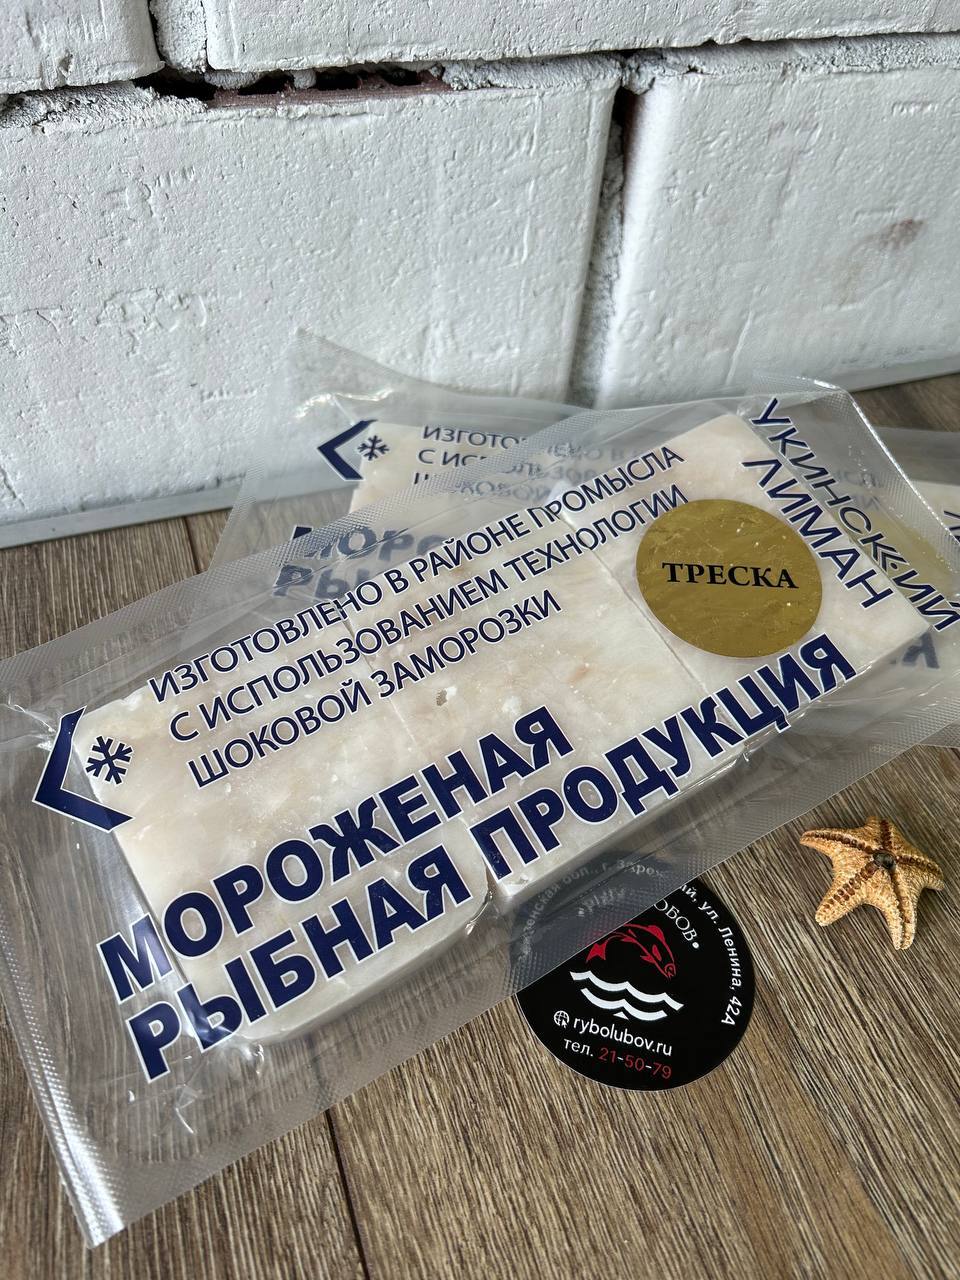 ИЗГОТОВЛЕНО В РАЙОНЕ ПРОМЫСЛА
С ИСПОЛЬЗОВАНИЕМ ТЕХНОЛОГИИ
ШОКОВОЙ ЗАМОРОЗКИ
МОРОЖЕНАЯ
РЫБНАЯ ПРОДУКЦИЯ
УКИНСКИЙ
ЛИМАН
ТРЕСКА
ул. Ленина, 42А
rybolubov.ru
тел. 21-50-79